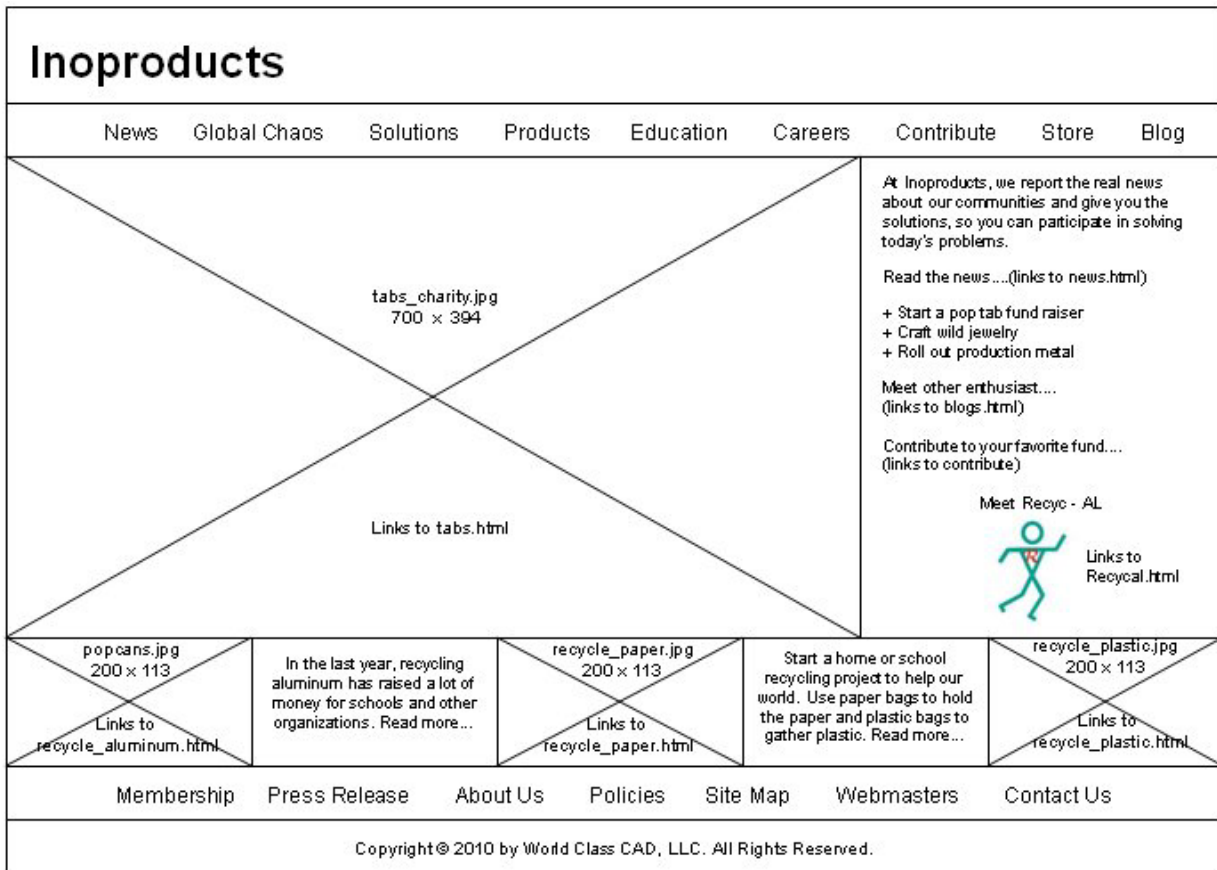 Inoproducts
News Global Chaos Solutions Products Education Careers Contribute Store Blog
tabs_charity.jpg
700 × 394
Links to tabs.html
At Inoproducts, we report the real news
about our communities and give you the
solutions, so you can participate in solving
today's problems.
Read the news....(links to news.html)
+ Start a pop tab fund raiser
+ Craft wild jewelry
+ Roll out production metal
Meet other enthusiast....
(links to blogs.html)
Contribute to your favorite fund....
(links to contribute)
Meet Recyc - AL
R
Links to
Recycal.html
popcans.jpg
200 × 113
Links to
recycle_aluminum.html
In the last year, recycling
aluminum has raised a lot of
money for schools and other
organizations. Read more...
recycle_paper.jpg
200 × 113
Links to
recycle_paper.html
Start a home or school
recycling project to help our
world. Use paper bags to hold
the paper and plastic bags to
gather plastic. Read more...
recycle_plastic.jpg
200 × 113
Links to
recycle_plastic.html
Membership Press Release About Us Policies Site Map Webmasters Contact Us
Copyright © 2010 by World Class CAD, LLC. All Rights Reserved.